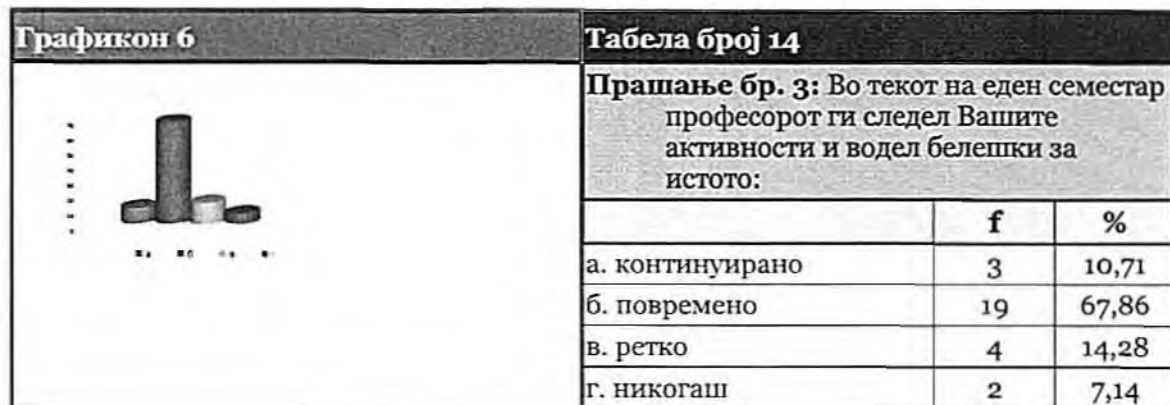 Графикон 6
Табела број 14
Прашање бр. 3: Во текот на еден семестар
професорот ги следел Вашите
активности и водел белешки за
истото:
f %
а. континуирано 3 10,71
б. повремено 19 67,86
в. ретко 4 14,28
г. никогаш 2 7,14